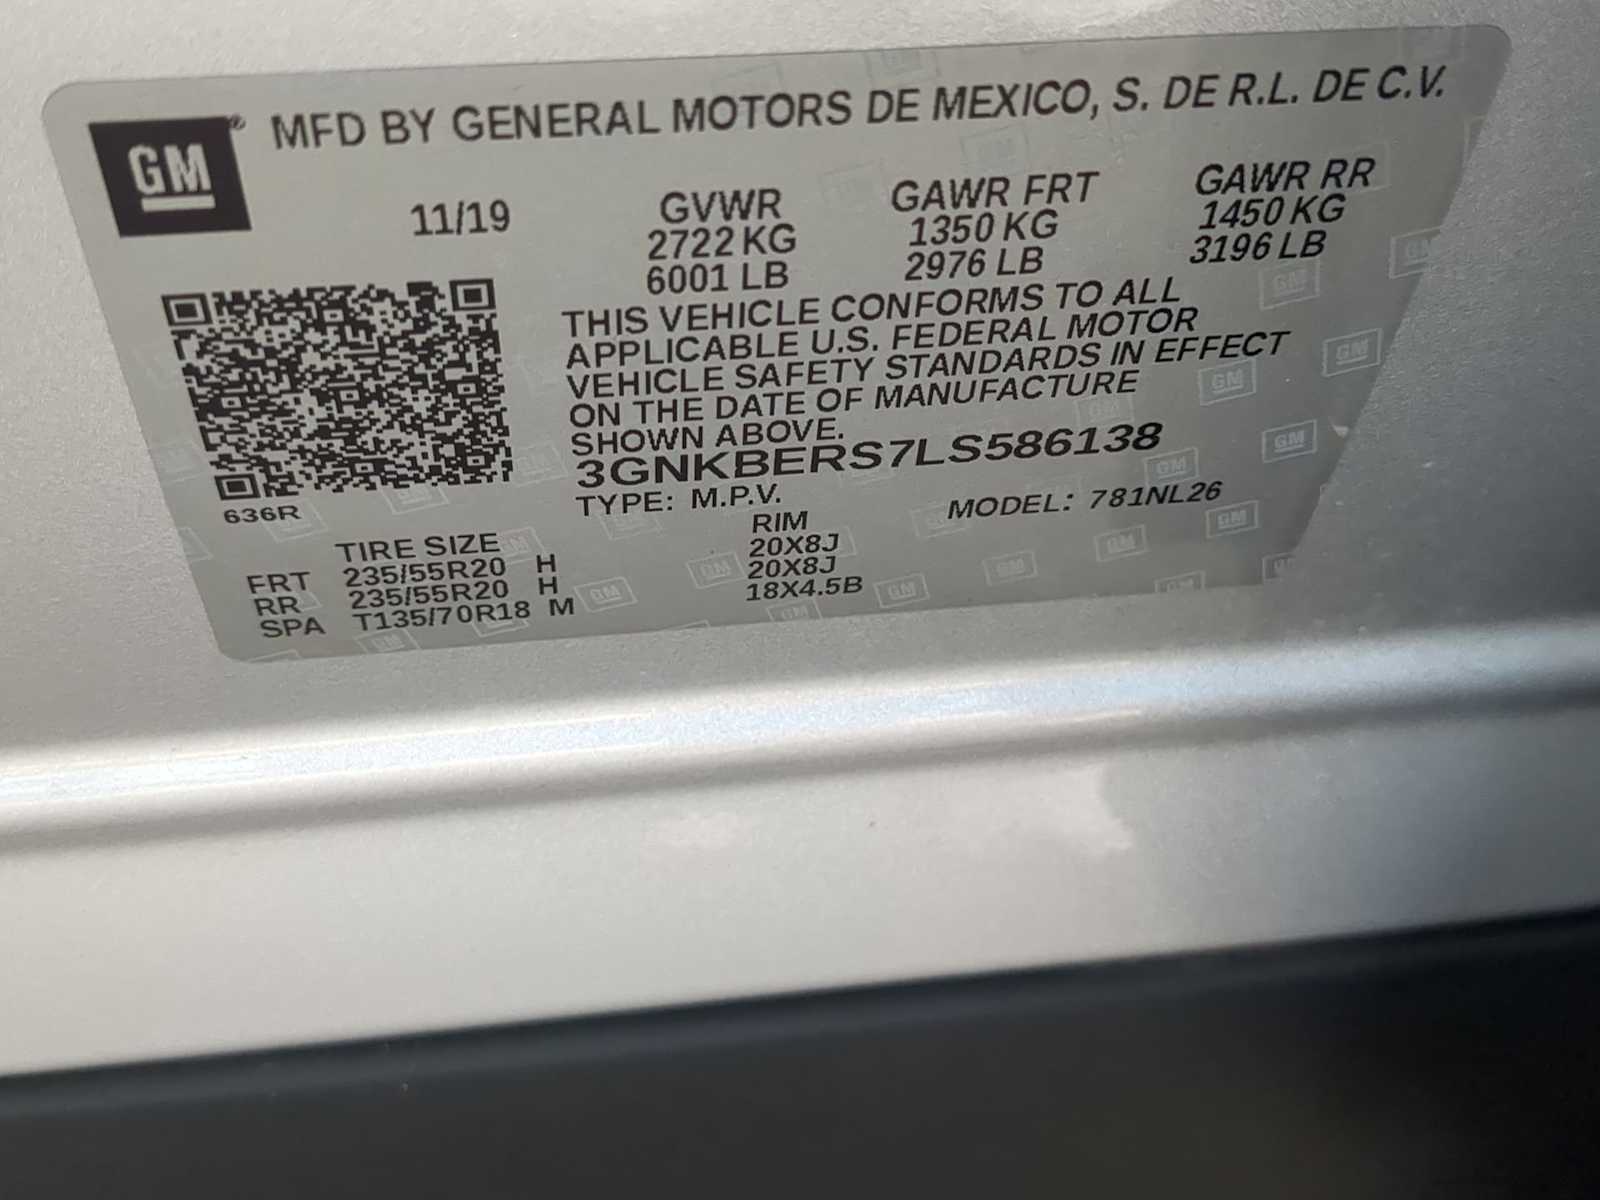 GM® MFD BY GENERAL MOTORS DE MEXICO, S. DE R.L. DE C.V.
11/19 GVWR GAWR FRT GAWR RR
2722 KG 1350 KG 1450 KG
6001 LB 2976 LB 3196 LB
THIS VEHICLE CONFORMS TO ALL
APPLICABLE U.S. FEDERAL MOTOR
VEHICLE SAFETY STANDARDS IN EFFECT
ON THE DATE OF MANUFACTURE
SHOWN ABOVE.
3GNKBERS7LS586138
TYPE: M.P.V. MODEL: 781NL26
636R
TIRE SIZE RIM
FRT 235/55R20 H 20X8J
RR 235/55R20 H 20X8J
SPA T135/70R18 M 18X4.5B